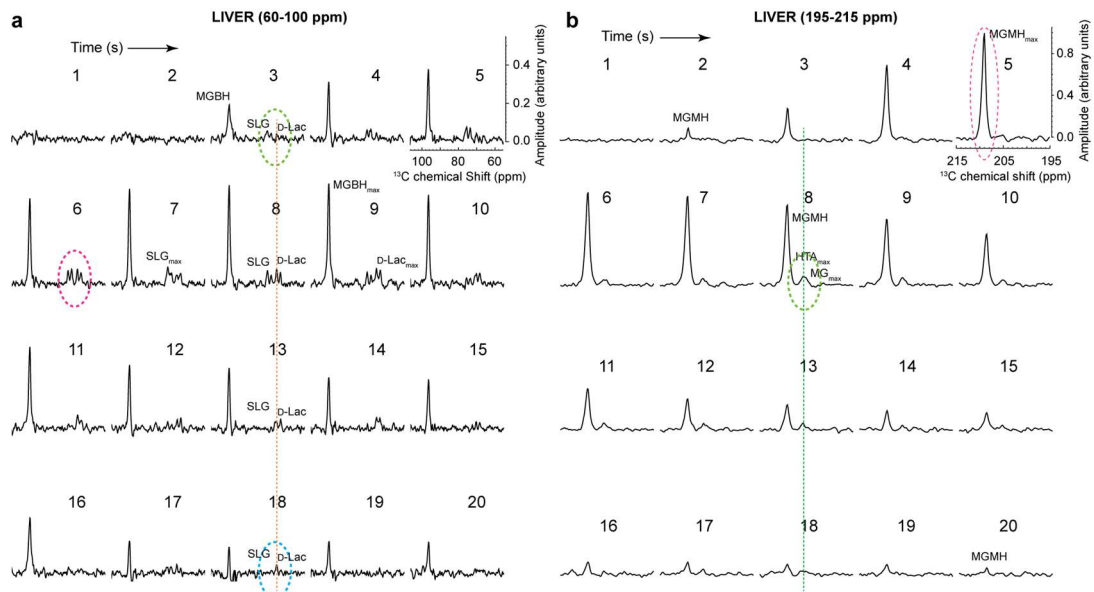 a
LIVER (60-100 ppm)
Time (s)
1 2 3 4 5
MGBH
SLG D-Lac
0.4
0.2
0.0
Amplitude (arbitrary units)
100 80 60
¹³C chemical Shift (ppm)
6 7 8 9 10
SLGmax
SLG D-Lac
MGBHmax
D-Lacmax
11 12 13 14 15
SLG D-Lac
16 17 18 19 20
SLG D-Lac
b
LIVER (195-215 ppm)
Time (s)
1 2 3 4 5
MGMH
MGMHmax
0.8
0.4
0.0
Amplitude (arbitrary units)
215 205 195
¹³C chemical Shift (ppm)
6 7 8 9 10
MGMH
HTAmax
MGmax
11 12 13 14 15
16 17 18 19 20
MGMH